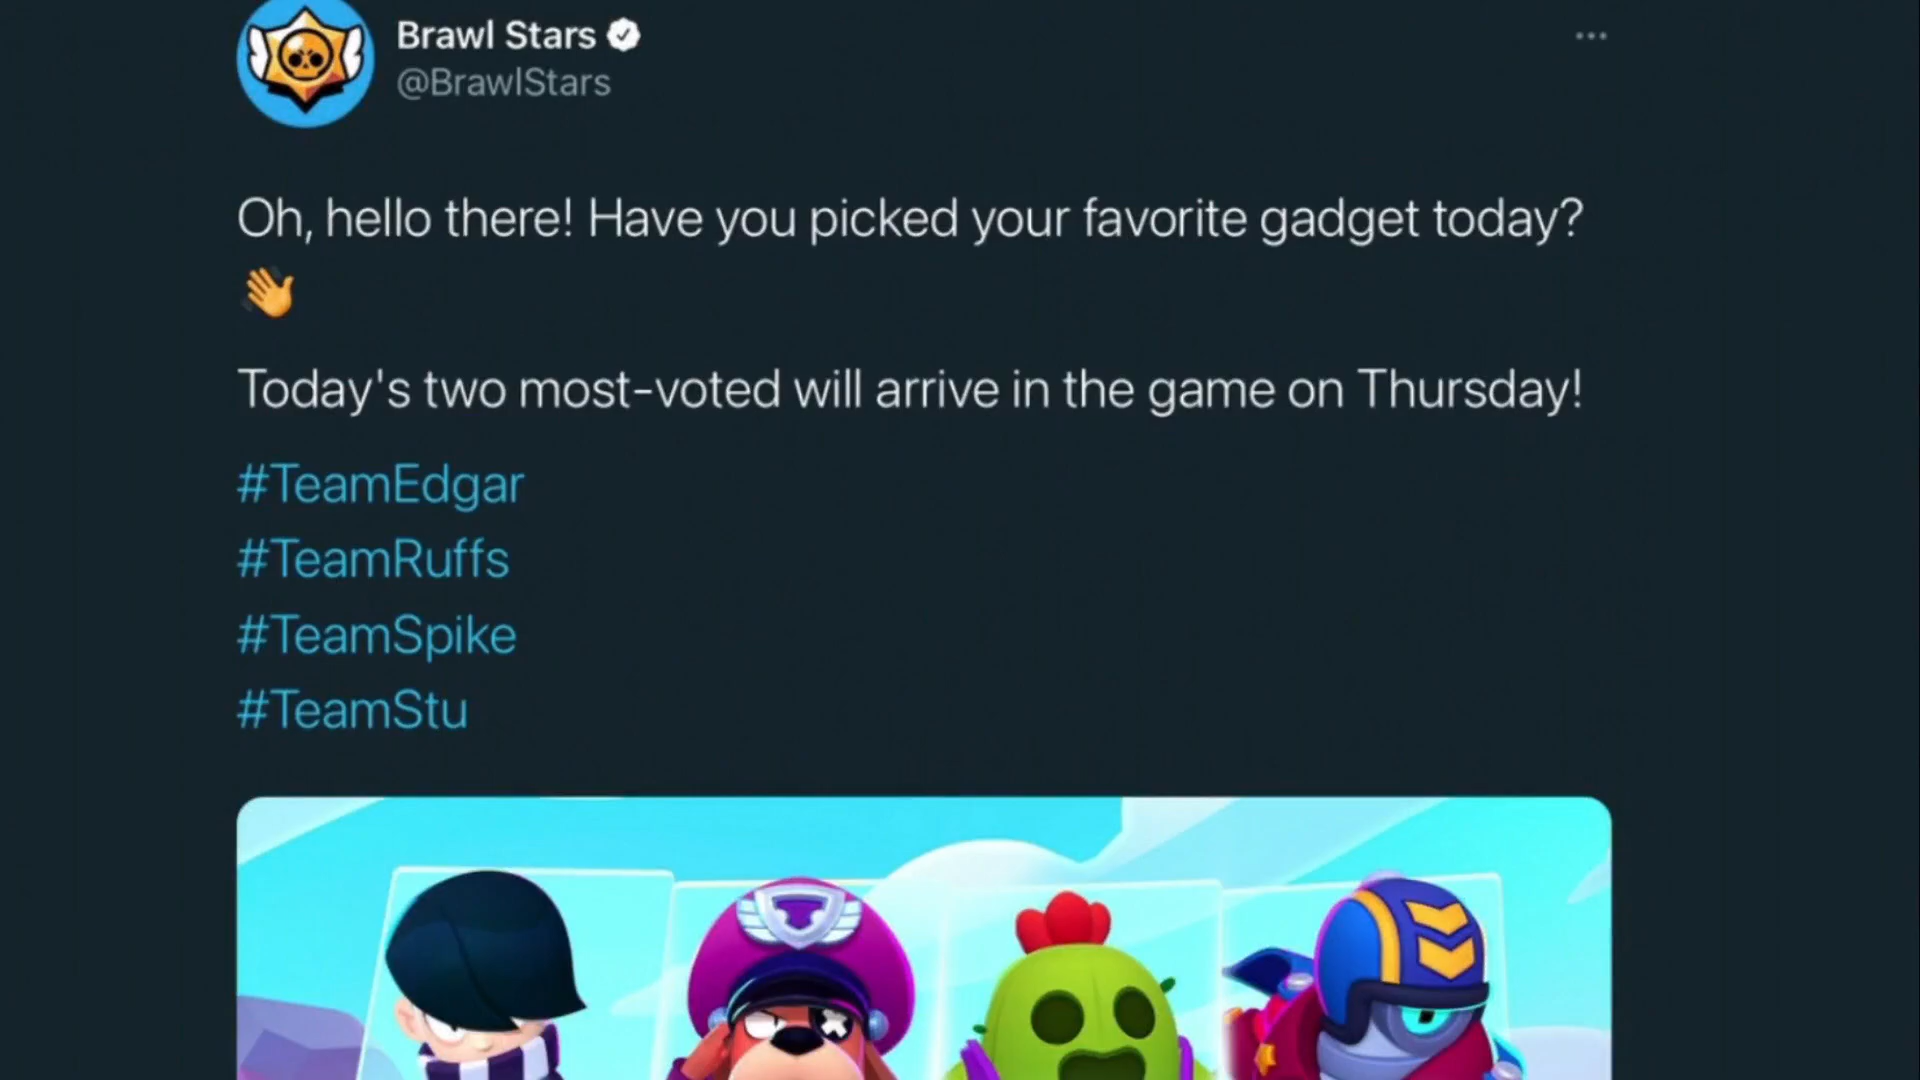 Brawl Stars
@BrawlStars
Oh, hello there! Have you picked your favorite gadget today?
👋
Today's two most-voted will arrive in the game on Thursday!
#TeamEdgar
#TeamRuffs
#TeamSpike
#TeamStu